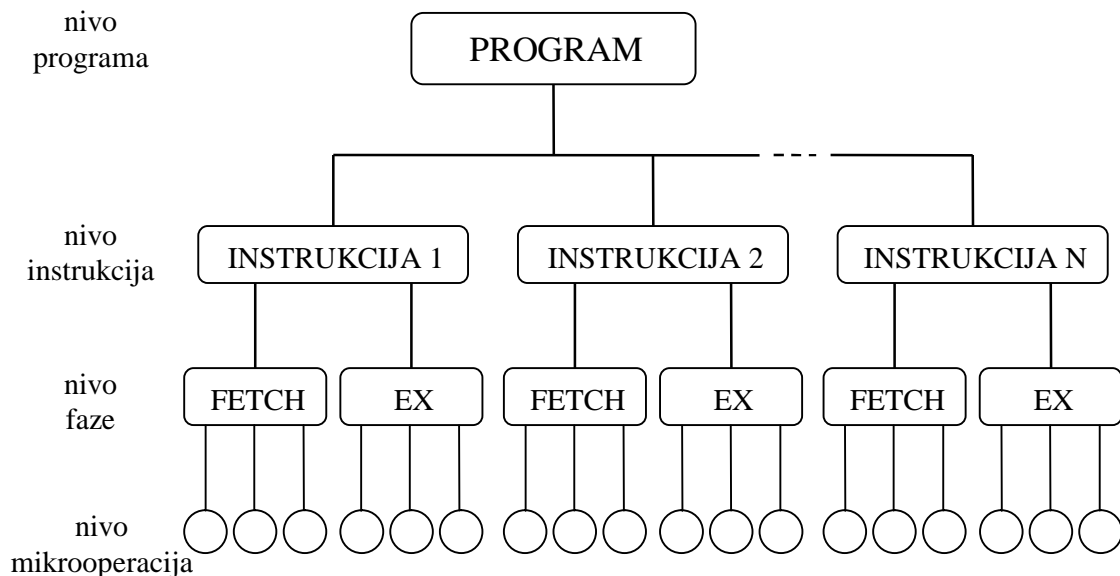 nivo
programa
PROGRAM
nivo
instrukcija
INSTRUKCIJA 1
INSTRUKCIJA 2
INSTRUKCIJA N
nivo
faze
FETCH
EX
FETCH
EX
FETCH
EX
nivo
mikrooperacija